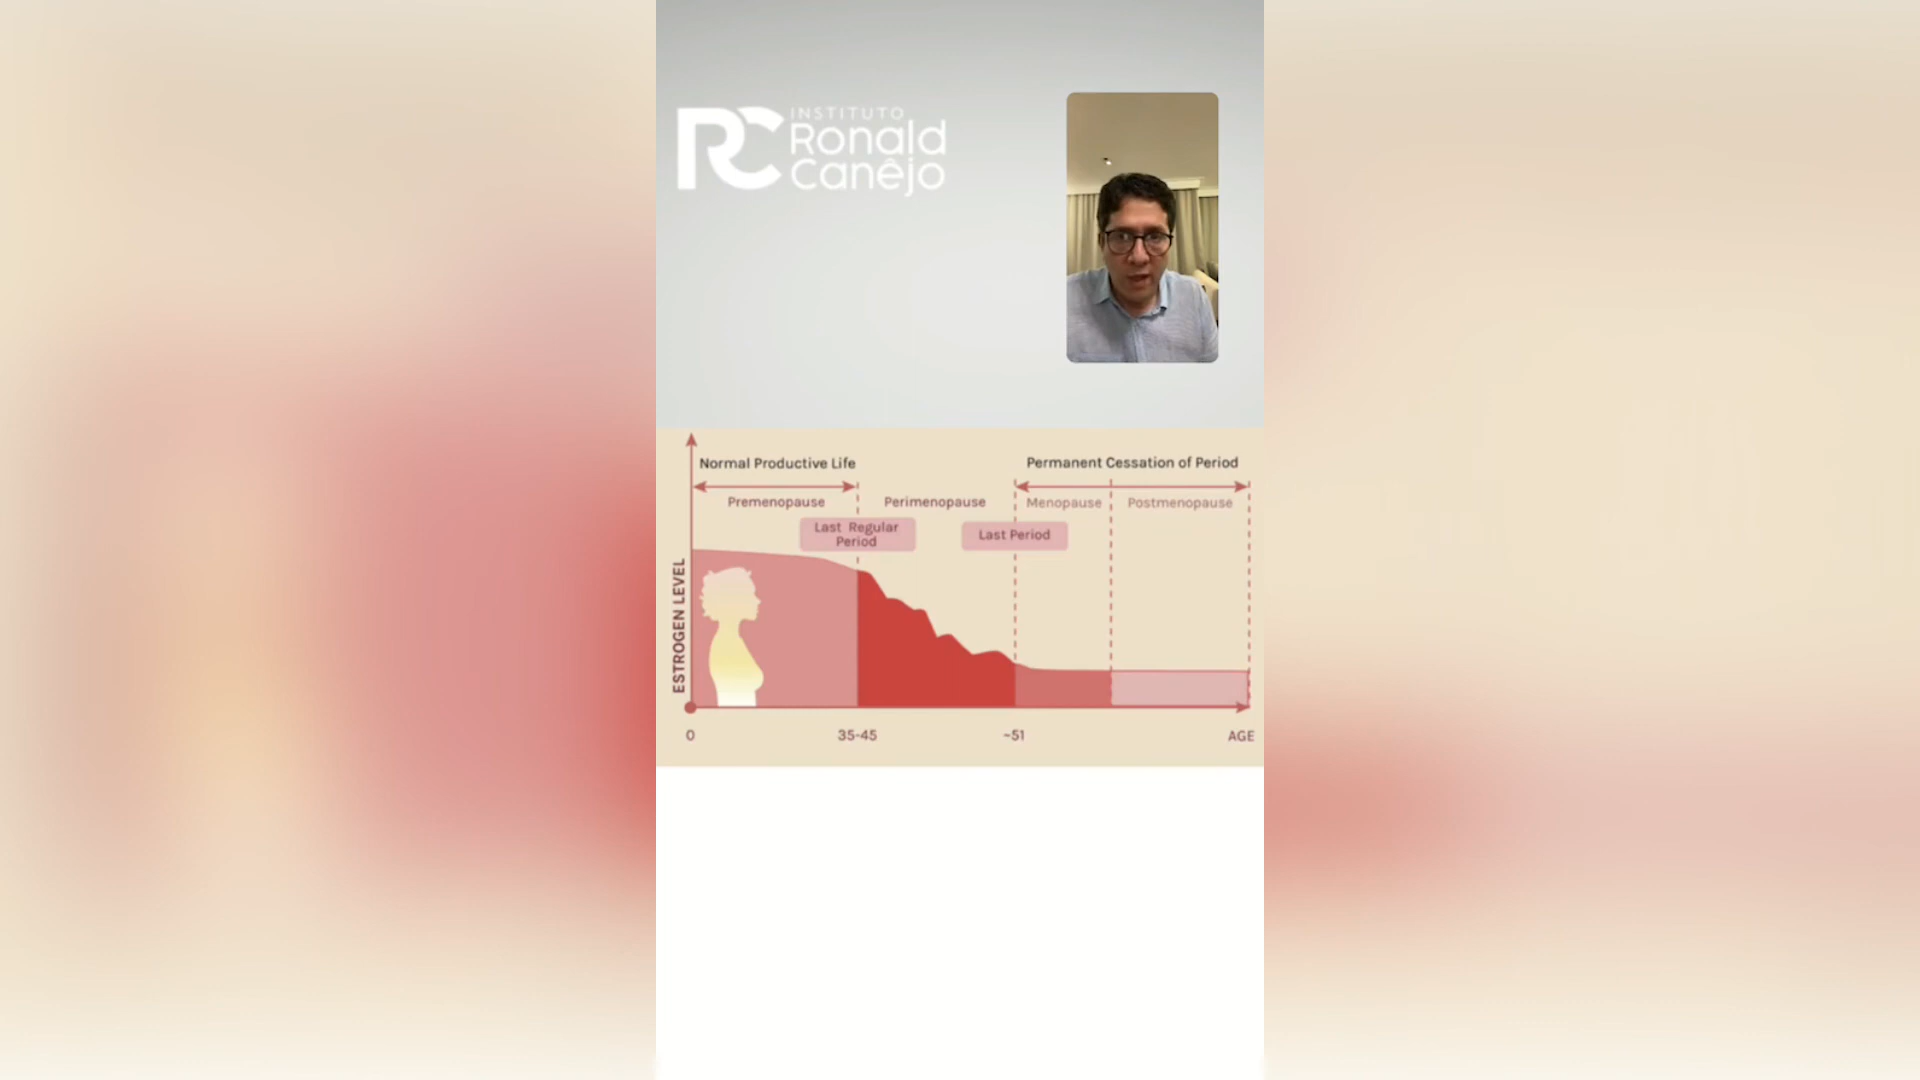 INSTITUTO
Ronald
Canêjo
Normal Productive Life
Permanent Cessation of Period
Premenopause
Perimenopause
Menopause
Postmenopause
Last Regular
Period
Last Period
ESTROGEN LEVEL
0
35-45
~51
AGE